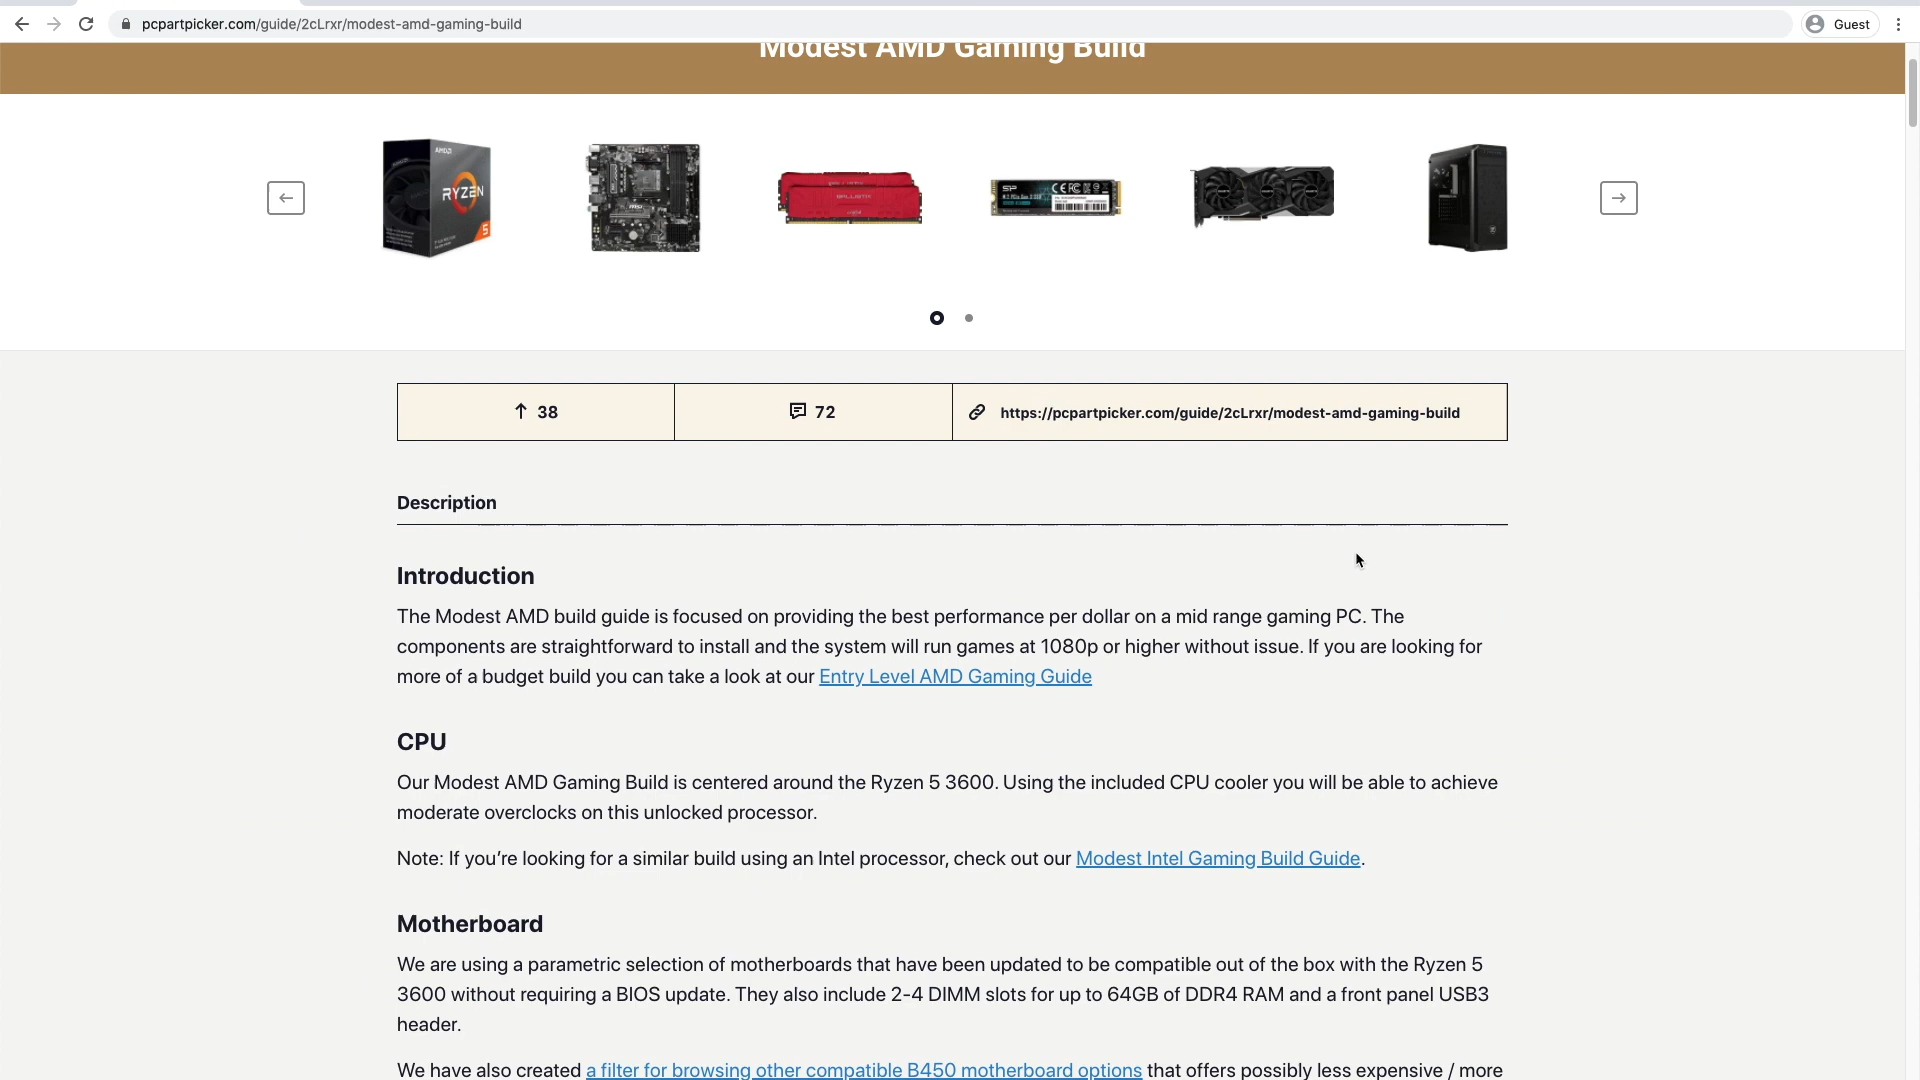 pcpartpicker.com/guide/2cLrxr/modest-amd-gaming-build
Guest
Modest AMD Gaming Build
AMD
RYZEN
5
BALLISTIX
SP
38
72
https://pcpartpicker.com/guide/2cLrxr/modest-amd-gaming-build
Description
Introduction
The Modest AMD build guide is focused on providing the best performance per dollar on a mid range gaming PC. The
components are straightforward to install and the system will run games at 1080p or higher without issue. If you are looking for
more of a budget build you can take a look at our Entry Level AMD Gaming Guide
CPU
Our Modest AMD Gaming Build is centered around the Ryzen 5 3600. Using the included CPU cooler you will be able to achieve
moderate overclocks on this unlocked processor.
Note: If you’re looking for a similar build using an Intel processor, check out our Modest Intel Gaming Build Guide.
Motherboard
We are using a parametric selection of motherboards that have been updated to be compatible out of the box with the Ryzen 5
3600 without requiring a BIOS update. They also include 2-4 DIMM slots for up to 64GB of DDR4 RAM and a front panel USB3
header.
We have also created a filter for browsing other compatible B450 motherboard options that offers possibly less expensive / more